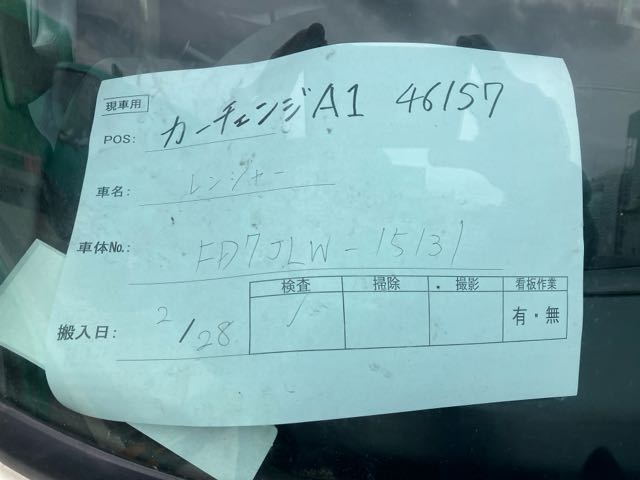 現車用
POS: カーチェンジA1 46157
車名: レンジャー
車体No.: FD7JLW-15131
検査 掃除 撮影 看板作業
搬入日: 2/28 / 有・無